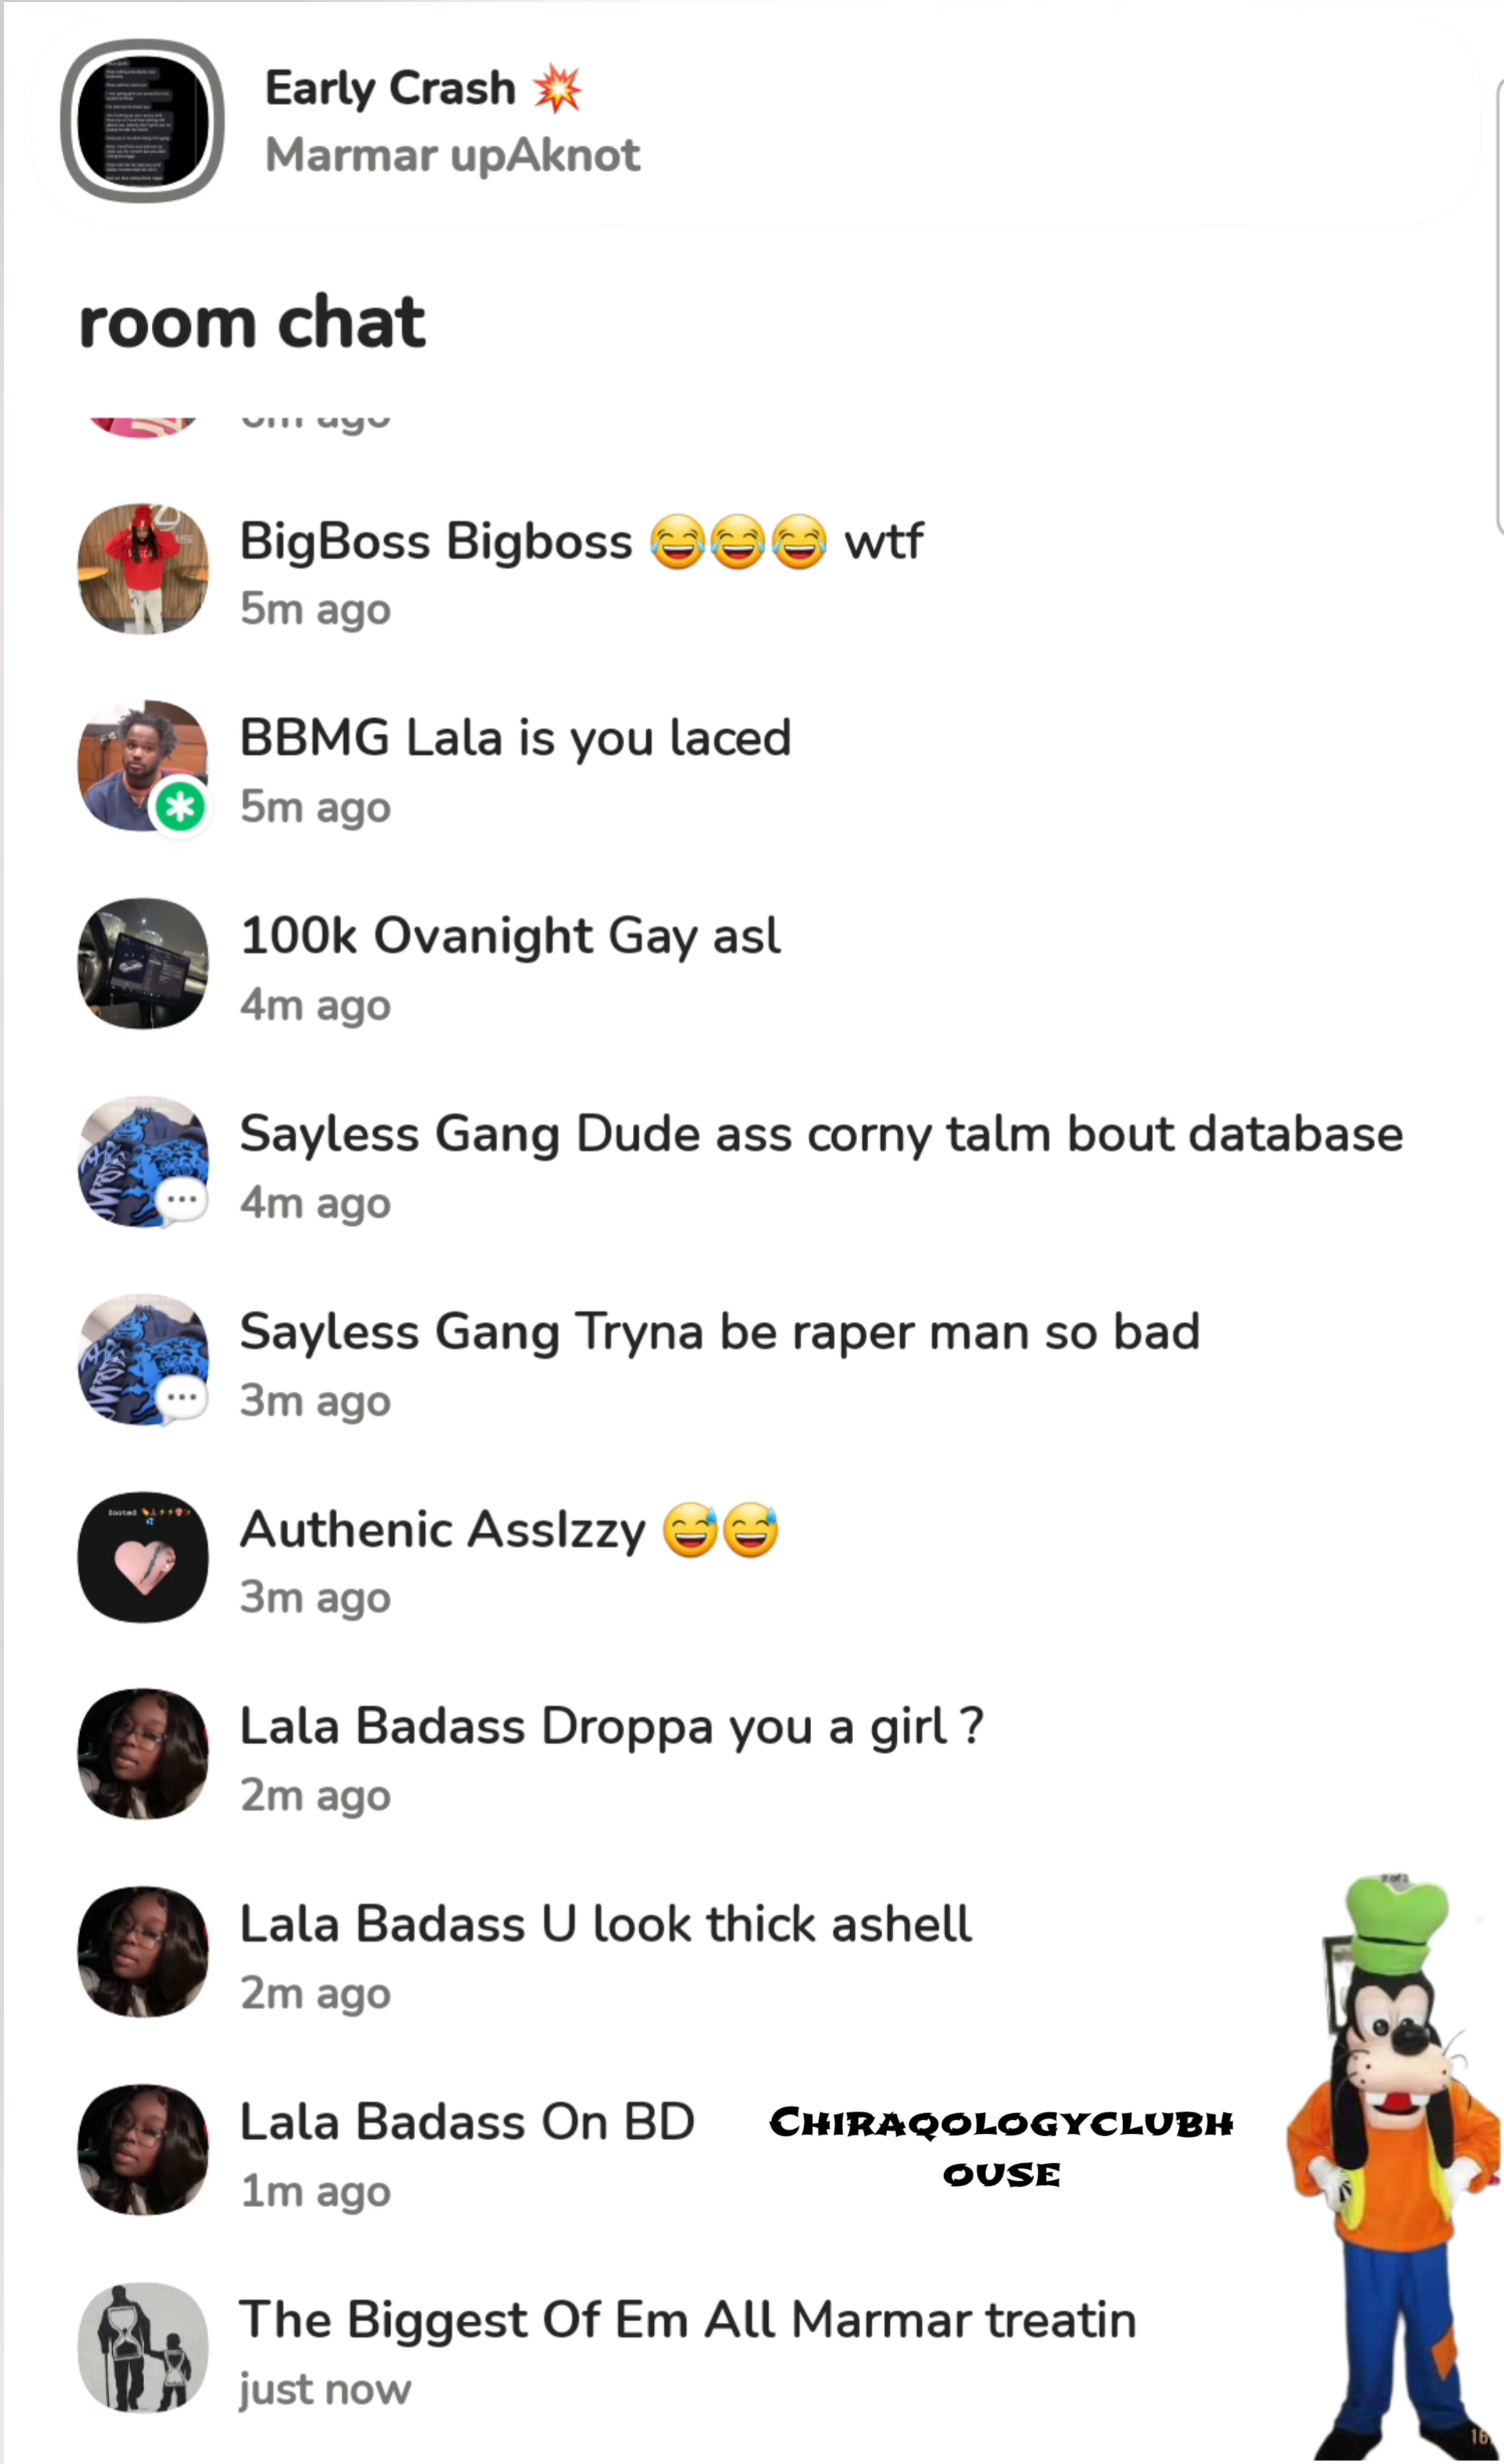 Early Crash 💥
Marmar upAknot
room chat
BigBoss Bigboss 😂😂😂 wtf
5m ago
BBMG Lala is you laced
5m ago
100k Ovanight Gay asl
4m ago
Sayless Gang Dude ass corny talm bout database
4m ago
Sayless Gang Tryna be raper man so bad
3m ago
Authenic AssIzzy 😅😅
3m ago
Lala Badass Droppa you a girl ?
2m ago
Lala Badass U look thick ashell
2m ago
Lala Badass On BD
1m ago
CHIRAQOLOGYCLUBH
OUSE
The Biggest Of Em All Marmar treatin
just now